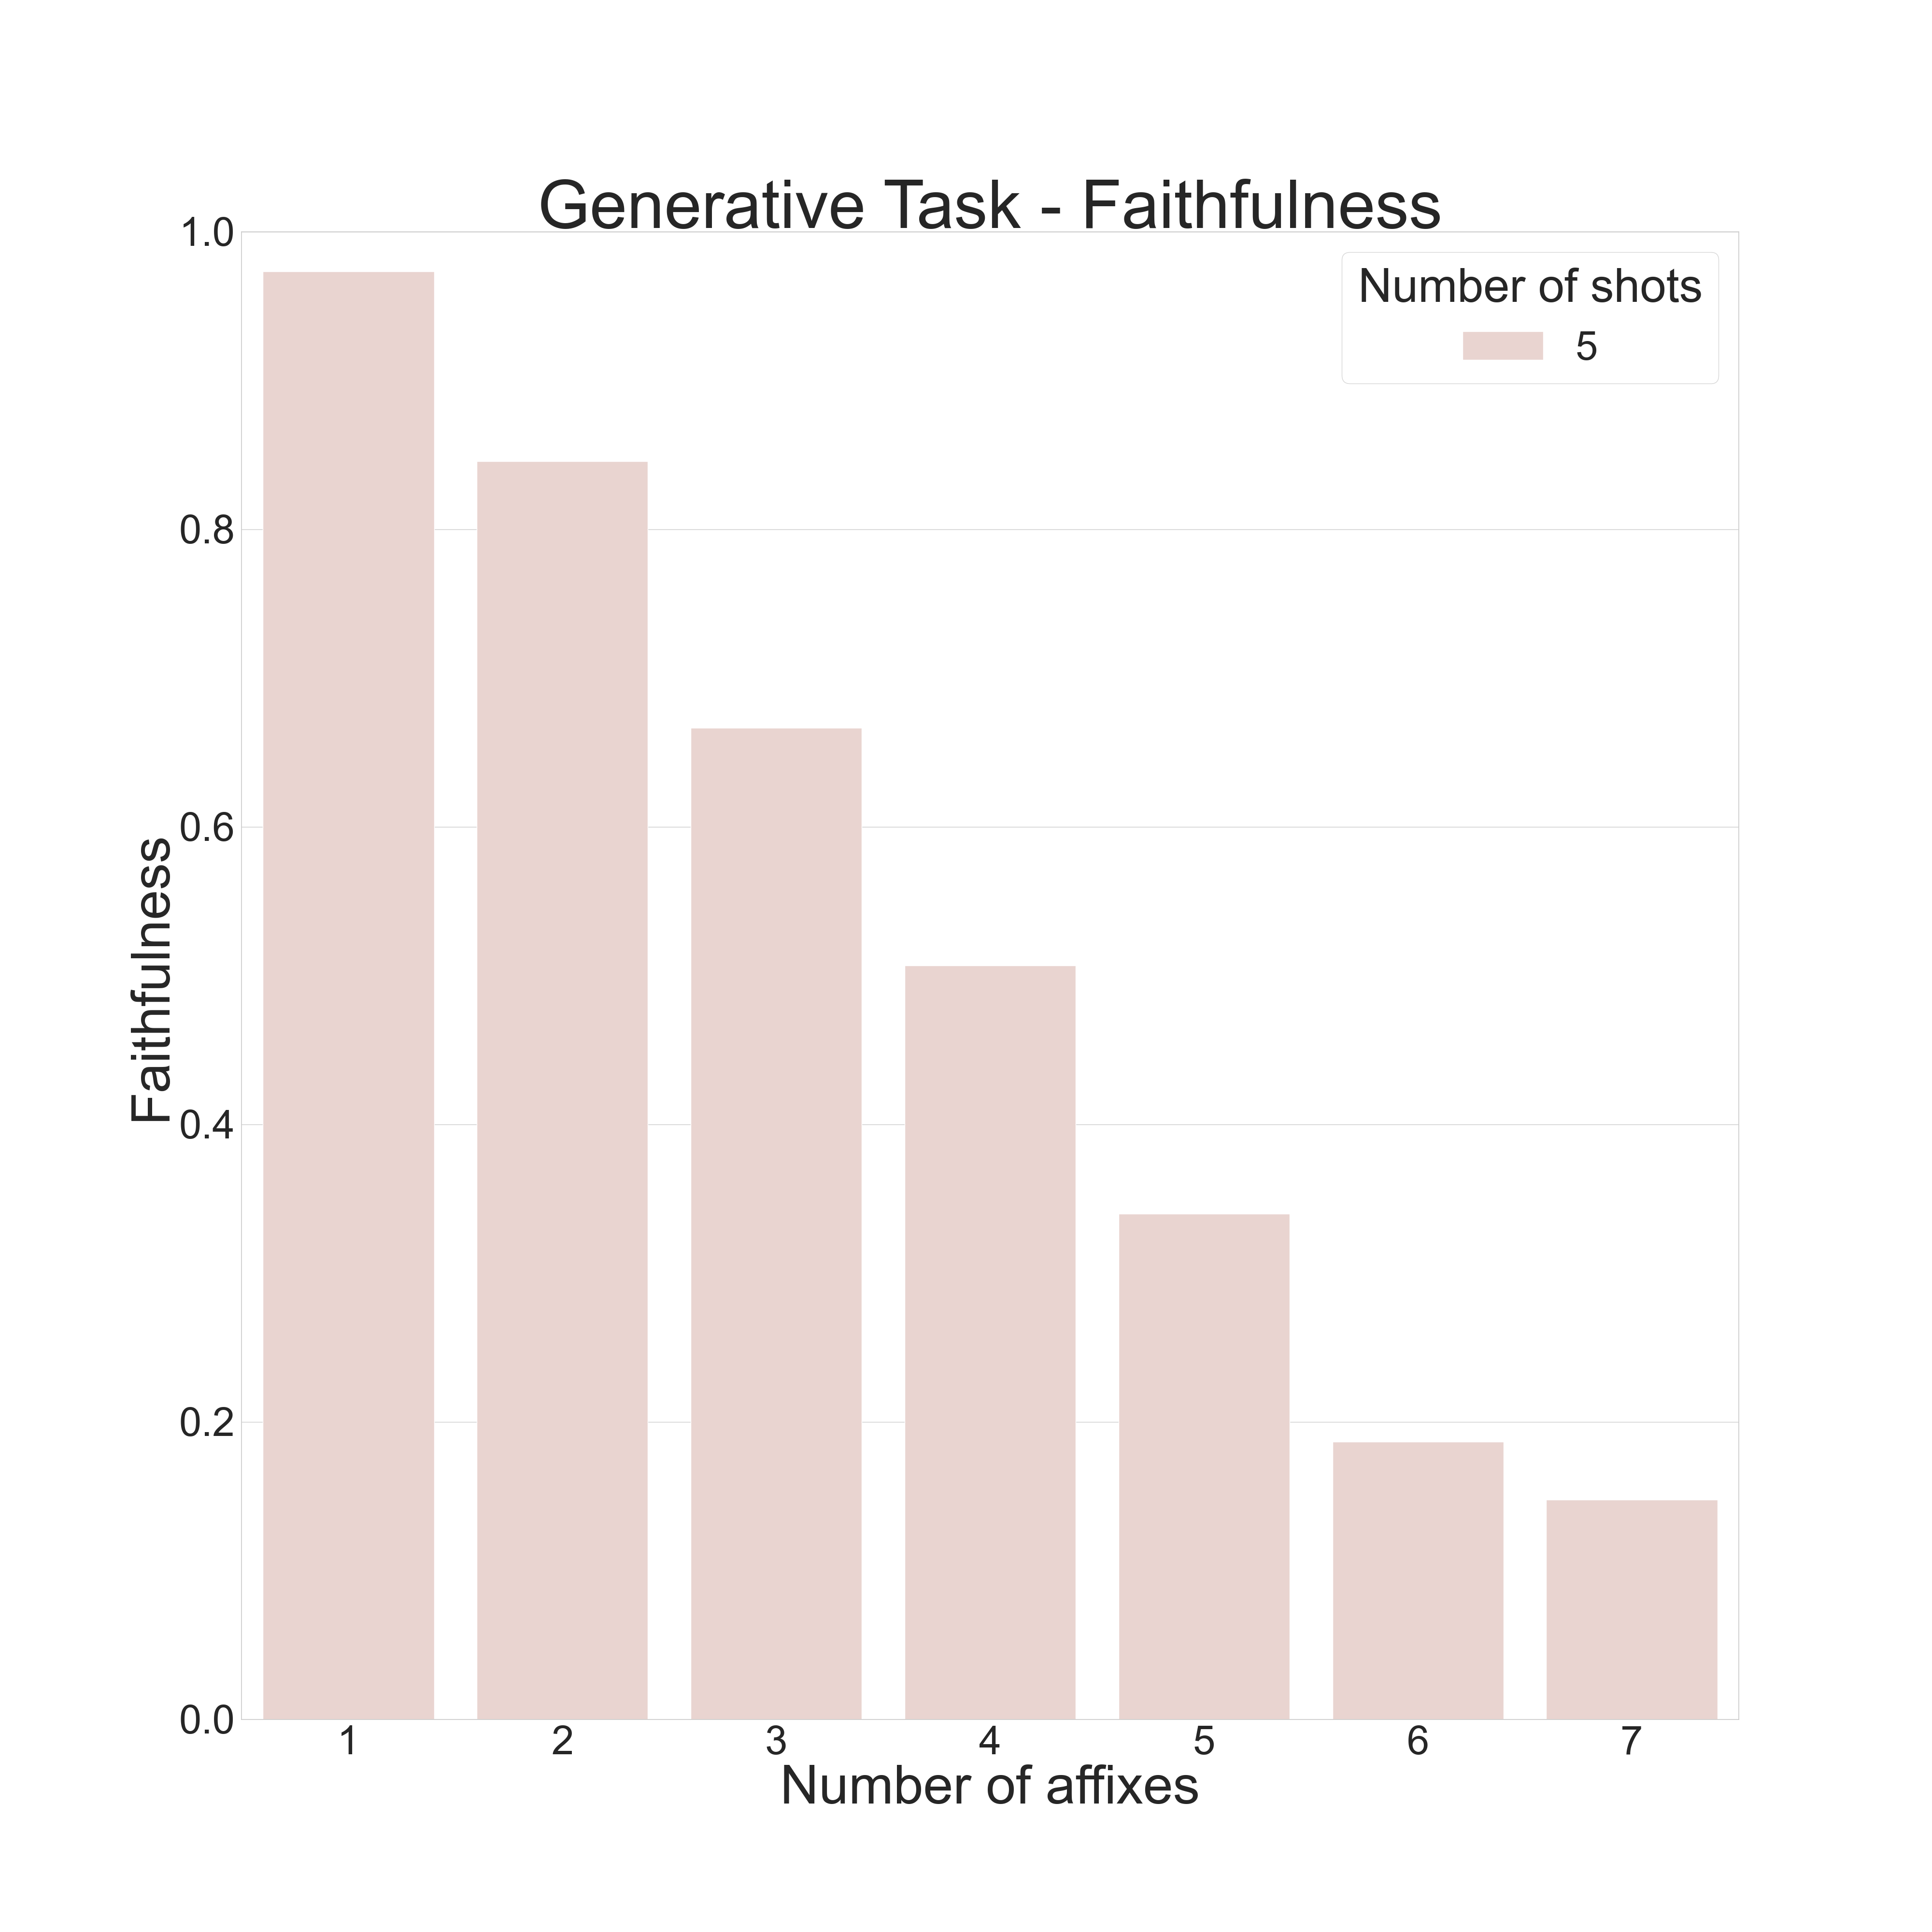 Generative Task - Faithfulness
Number of shots
5
Faithfulness
1.0
0.8
0.6
0.4
0.2
0.0
1 2 3 4 5 6 7
Number of affixes